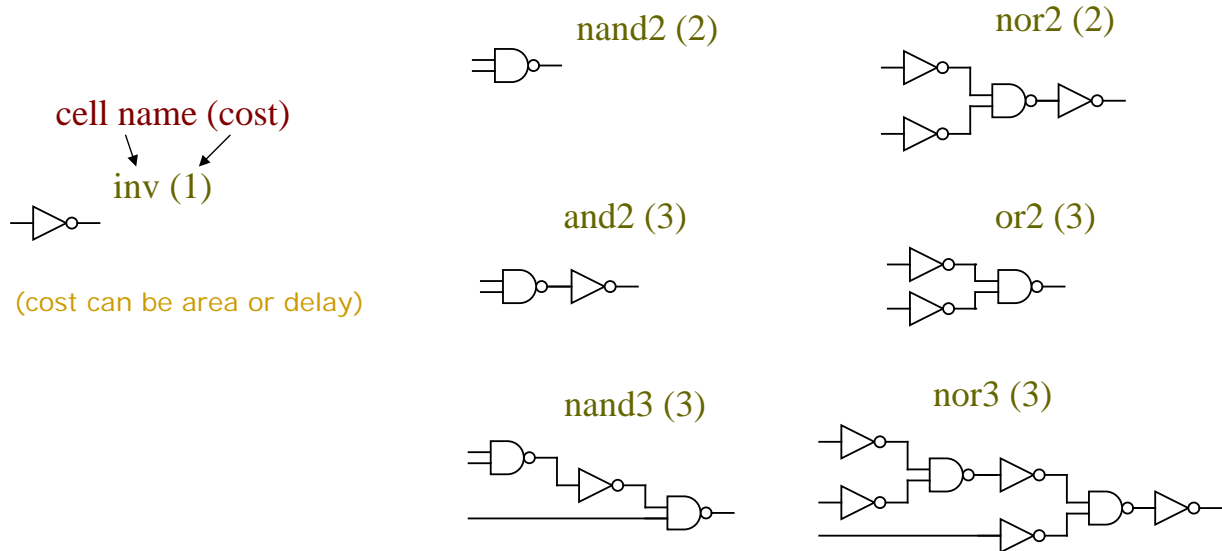 cell name (cost)
inv (1)
(cost can be area or delay)
nand2 (2)
nor2 (2)
and2 (3)
or2 (3)
nand3 (3)
nor3 (3)